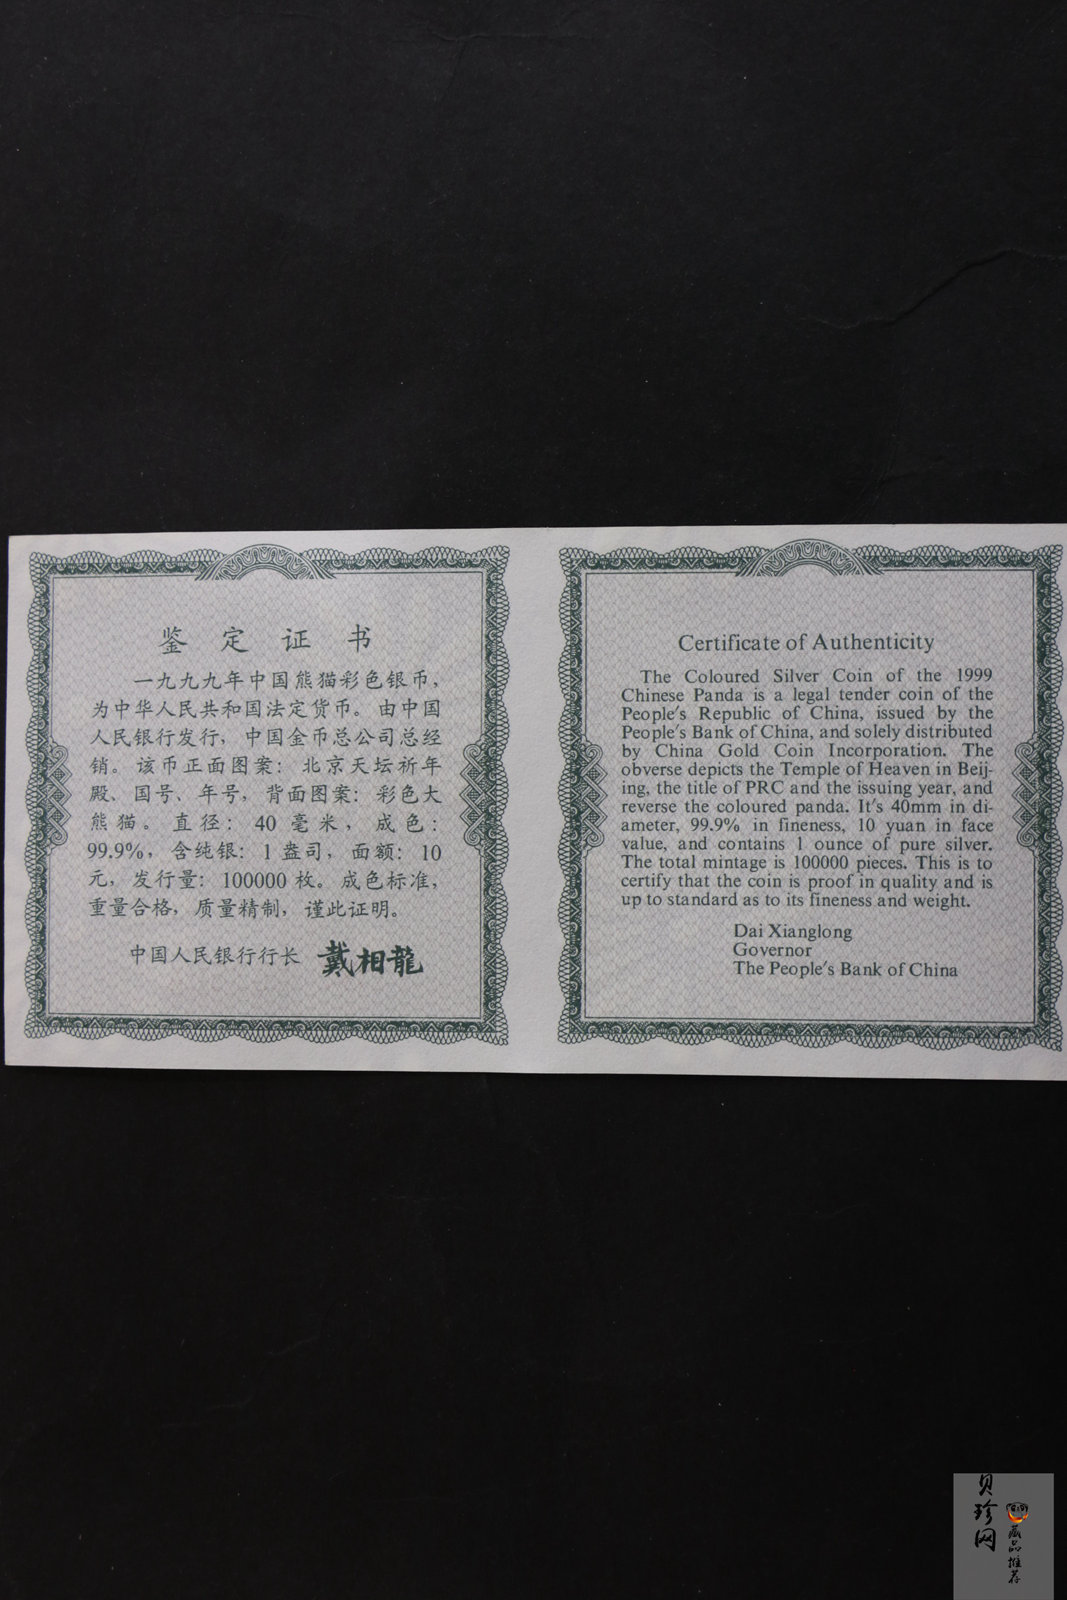 鉴定证书
一九九九年中国熊猫彩色银币，
为中华人民共和国法定货币。由中国
人民银行发行，中国金币总公司总经
销。该币正面图案：北京天坛祈年
殿、国号、年号，背面图案：彩色大
熊猫。直径：40毫米，成色：
99.9%，含纯银：1盎司，面额：10
元，发行量：100000枚。成色标准，
重量合格，质量精制，谨此证明。
中国人民银行行长 戴相龍
Certificate of Authenticity
The Coloured Silver Coin of the 1999
Chinese Panda is a legal tender coin of the
People's Republic of China, issued by the
People's Bank of China, and solely distributed
by China Gold Coin Incorporation. The
obverse depicts the Temple of Heaven in Beij-
ing, the title of PRC and the issuing year, and
reverse the coloured panda. It's 40mm in di-
ameter, 99.9% in fineness, 10 yuan in face
value, and contains 1 ounce of pure silver.
The total mintage is 100000 pieces. This is to
certify that the coin is proof in quality and is
up to standard as to its fineness and weight.
Dai Xianglong
Governor
The People's Bank of China
贝珍网
藏品推荐